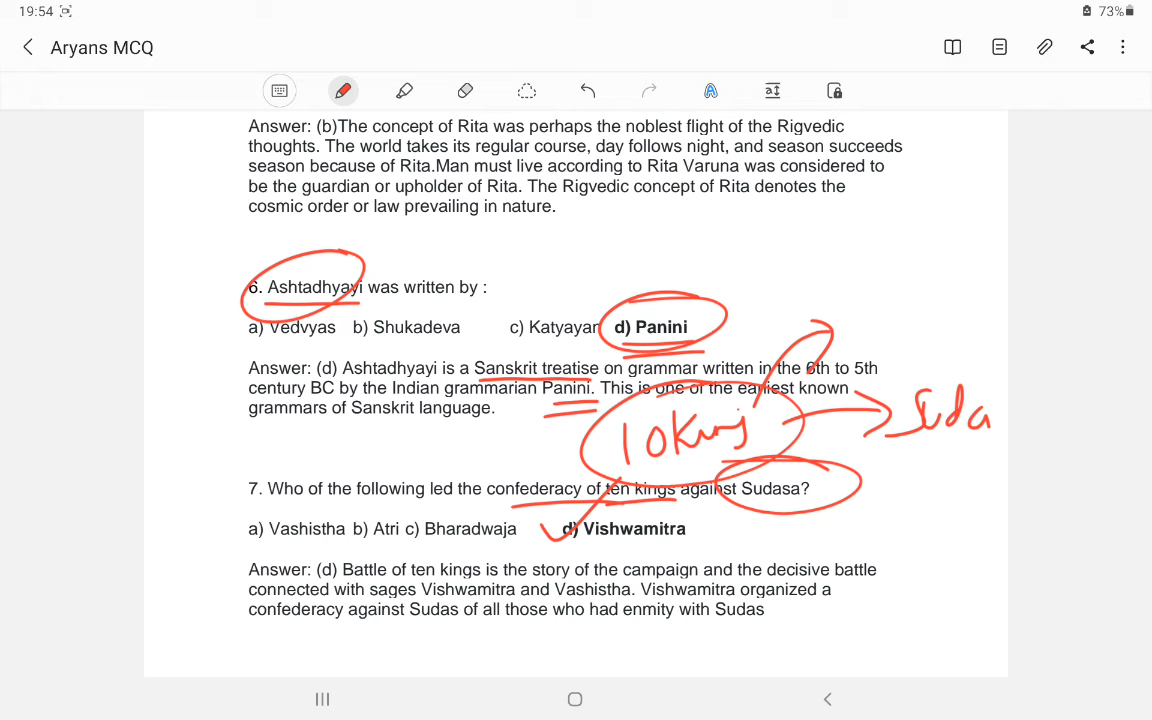 19:54 73%
Aryans MCQ
Answer: (b)The concept of Rita was perhaps the noblest flight of the Rigvedic
thoughts. The world takes its regular course, day follows night, and season succeeds
season because of Rita.Man must live according to Rita Varuna was considered to
be the guardian or upholder of Rita. The Rigvedic concept of Rita denotes the
cosmic order or law prevailing in nature.
6. Ashtadhyayi was written by :
a) Vedvyas b) Shukadeva c) Katyayan d) Panini
Answer: (d) Ashtadhyayi is a Sanskrit treatise on grammar written in the 6th to 5th
century BC by the Indian grammarian Panini. This is one of the earliest known
grammars of Sanskrit language.
10 Kings
Suda
7. Who of the following led the confederacy of ten kings against Sudasa?
a) Vashistha b) Atri c) Bharadwaja d) Vishwamitra
Answer: (d) Battle of ten kings is the story of the campaign and the decisive battle
connected with sages Vishwamitra and Vashistha. Vishwamitra organized a
confederacy against Sudas of all those who had enmity with Sudas